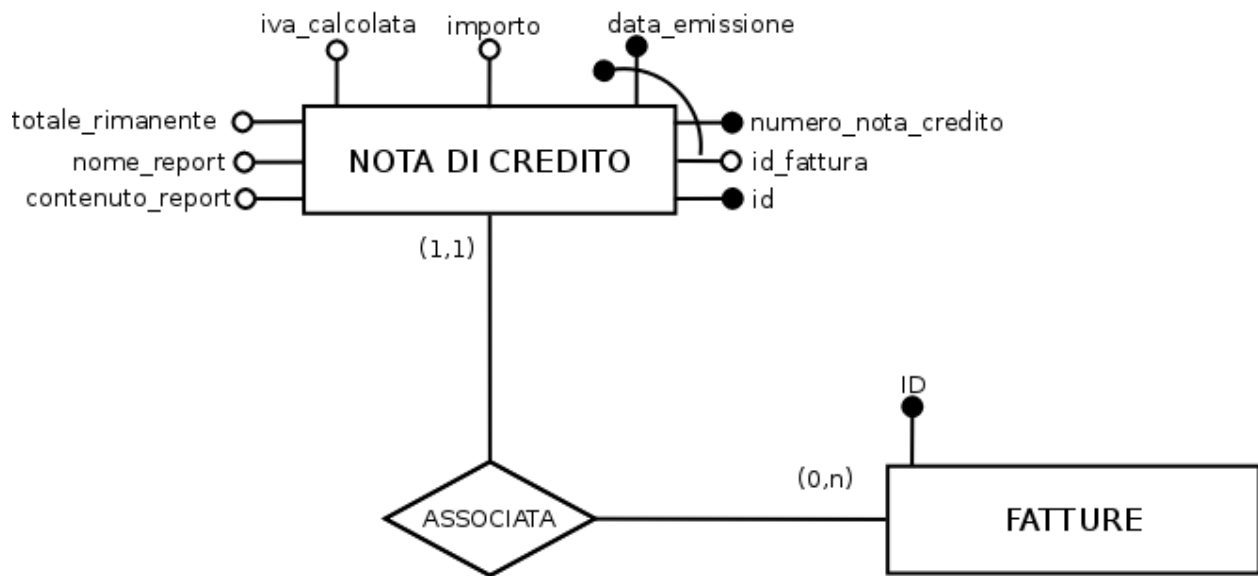 iva_calcolata
importo
data_emissione
totale_rimanente
numero_nota_credito
nome_report
NOTA DI CREDITO
id_fattura
contenuto_report
id
(1,1)
ID
(0,n)
ASSOCIATA
FATTURE